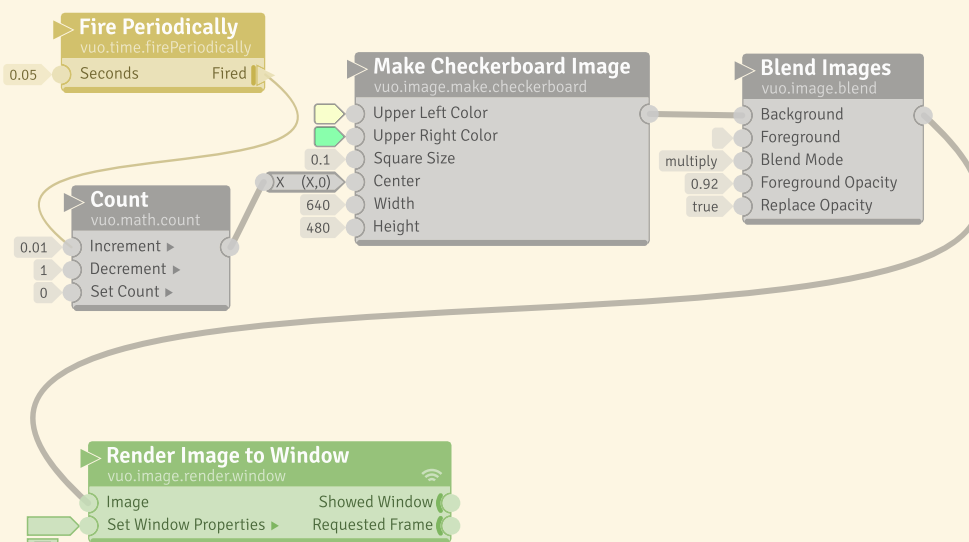 Fire Periodically
vuo.time.firePeriodically
0.05 Seconds Fired
Count
vuo.math.count
0.01 Increment
1 Decrement
0 Set Count
Make Checkerboard Image
vuo.image.make.checkerboard
Upper Left Color
Upper Right Color
0.1 Square Size
X (X,0) Center
640 Width
480 Height
Blend Images
vuo.image.blend
Background
Foreground
multiply Blend Mode
0.92 Foreground Opacity
true Replace Opacity
Render Image to Window
vuo.image.render.window
Image Showed Window
Set Window Properties Requested Frame